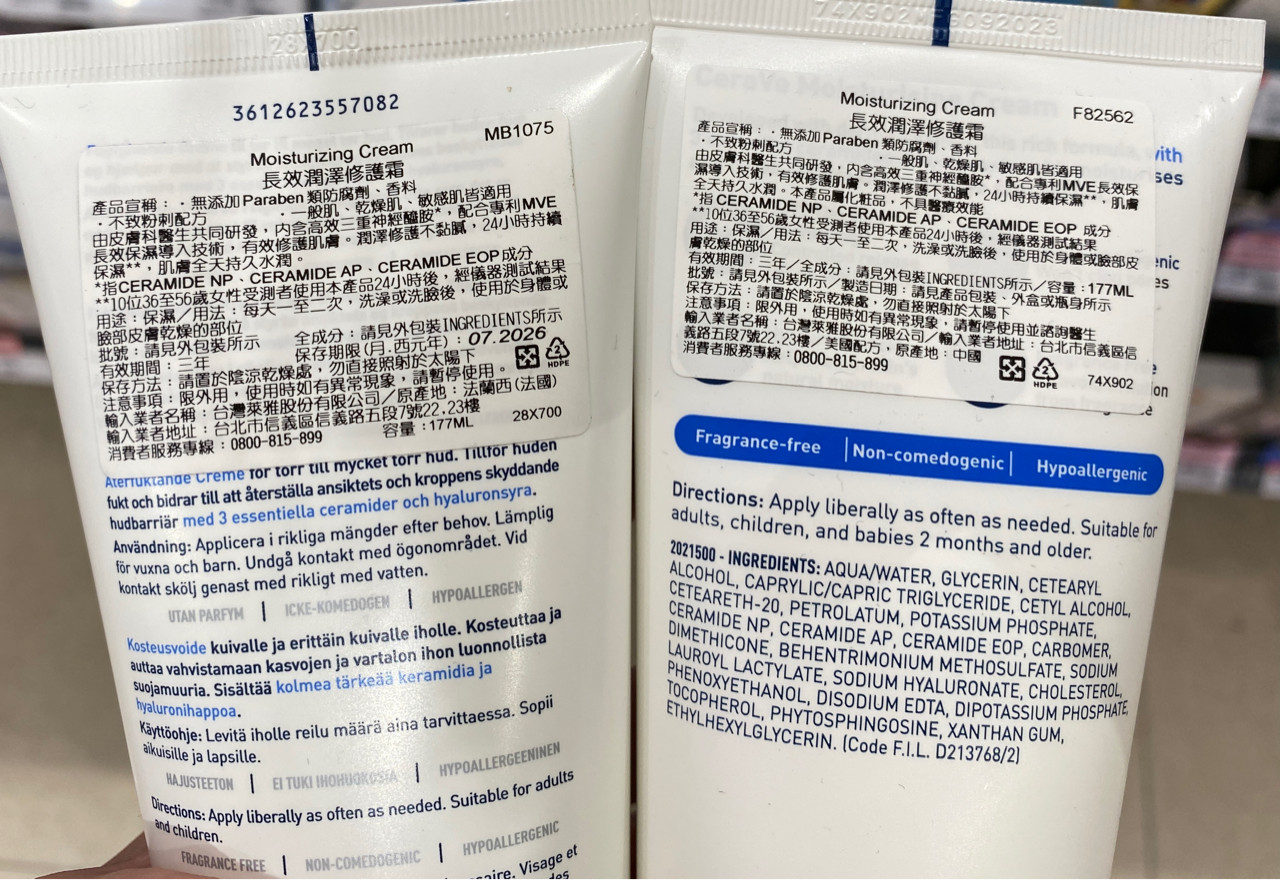 28X700
3612623557082
MB1075
Moisturizing Cream
長效潤澤修護霜
產品宣稱：・無添加Paraben 類防腐劑、香料
・不致粉刺配方 ・一般肌、乾燥肌、敏感肌皆適用
由皮膚科醫生共同研發，內含高效三重神經醯胺*，配合專利MVE
長效保濕導入技術，有效修護肌膚。潤澤修護不黏膩，24小時持續
保濕**，肌膚全天持久水潤。
*指CERAMIDE NP、CERAMIDE AP、CERAMIDE EOP成分
**10位36至56歲女性受測者使用本產品24小時後，經儀器測試結果
用途：保濕／用法：每天一至二次，洗澡或洗臉後，使用於身體或
臉部皮膚乾燥的部位
批號：請見外包裝所示 全成分：請見外包裝INGREDIENTS所示
有效期間：三年 保存期限(月,西元年)：07.2026
保存方法：請置於陰涼乾燥處，勿直接照射於太陽下
注意事項：限外用，使用時如有異常現象，請暫停使用。
輸入業者名稱：台灣萊雅股份有限公司／原產地：法蘭西(法國)
輸入業者地址：台北市信義區信義路五段7號22.23樓
消費者服務專線：0800-815-899 容量：177ML
28X700
2
HDPE
Återfuktande Creme för torr till mycket torr hud. Tillför huden
fukt och bidrar till att återställa ansiktets och kroppens skyddande
hudbarriär med 3 essentiella ceramider och hyaluronsyra.
Användning: Applicera i rikliga mängder efter behov. Lämplig
för vuxna och barn. Undgå kontakt med ögonområdet. Vid
kontakt skölj genast med rikligt med vatten.
UTAN PARFYM | ICKE-KOMEDOGEN | HYPOALLERGEN
Kosteusvoide kuivalle ja erittäin kuivalle iholle. Kosteuttaa ja
auttaa vahvistamaan kasvojen ja vartalon ihon luonnollista
suojamuuria. Sisältää kolmea tärkeää keramidia ja
hyaluronihappoa.
Käyttöohje: Levitä iholle reilu määrä aina tarvittaessa. Sopii
aikuisille ja lapsille.
HAJUSTEETON | EI TUKI IHOHUOKOSIA | HYPOALLERGEENINEN
Directions: Apply liberally as often as needed. Suitable for adults
and children.
FRAGRANCE FREE | NON-COMEDOGENIC | HYPOALLERGENIC
Visage et
des
74X902
092023
CeraVe Moisturizing Cream
with
Moisturizing Cream
F82562
長效潤澤修護霜
產品宣稱：・無添加Paraben 類防腐劑、香料
・不致粉刺配方 ・一般肌、乾燥肌、敏感肌皆適用
由皮膚科醫生共同研發，內含高效三重神經醯胺*，配合專利MVE長效保
濕導入技術，有效修護肌膚。潤澤修護不黏膩，24小時持續保濕**，肌膚
全天持久水潤。本產品屬化粧品，不具醫療效能
*指 CERAMIDE NP、CERAMIDE AP、CERAMIDE EOP 成分
**10位36至56歲女性受測者使用本產品24小時後，經儀器測試結果
用途：保濕／用法：每天一至二次，洗澡或洗臉後，使用於身體或臉部皮
膚乾燥的部位
有效期間：三年／全成分：請見外包裝INGREDIENTS所示／容量：177ML
批號：請見外包裝所示／製造日期：請見產品包裝、外盒或瓶身所示
保存方法：請置於陰涼乾燥處，勿直接照射於太陽下
注意事項：限外用，使用時如有異常現象，請暫停使用並諮詢醫生
輸入業者名稱：台灣萊雅股份有限公司／輸入業者地址：台北市信義區信
義路五段7號22.23樓／美國配方，原產地：中國
消費者服務專線：0800-815-899
2
HDPE
74X902
Fragrance-free | Non-comedogenic | Hypoallergenic
Directions: Apply liberally as often as needed. Suitable for
adults, children, and babies 2 months and older.
2021500 - INGREDIENTS: AQUA/WATER, GLYCERIN, CETEARYL
ALCOHOL, CAPRYLIC/CAPRIC TRIGLYCERIDE, CETYL ALCOHOL,
CETEARETH-20, PETROLATUM, POTASSIUM PHOSPHATE,
CERAMIDE NP, CERAMIDE AP, CERAMIDE EOP, CARBOMER,
DIMETHICONE, BEHENTRIMONIUM METHOSULFATE, SODIUM
LAUROYL LACTYLATE, SODIUM HYALURONATE, CHOLESTEROL,
PHENOXYETHANOL, DISODIUM EDTA, DIPOTASSIUM PHOSPHATE,
TOCOPHEROL, PHYTOSPHINGOSINE, XANTHAN GUM,
ETHYLHEXYLGLYCERIN. (Code F.I.L. D213768/2)